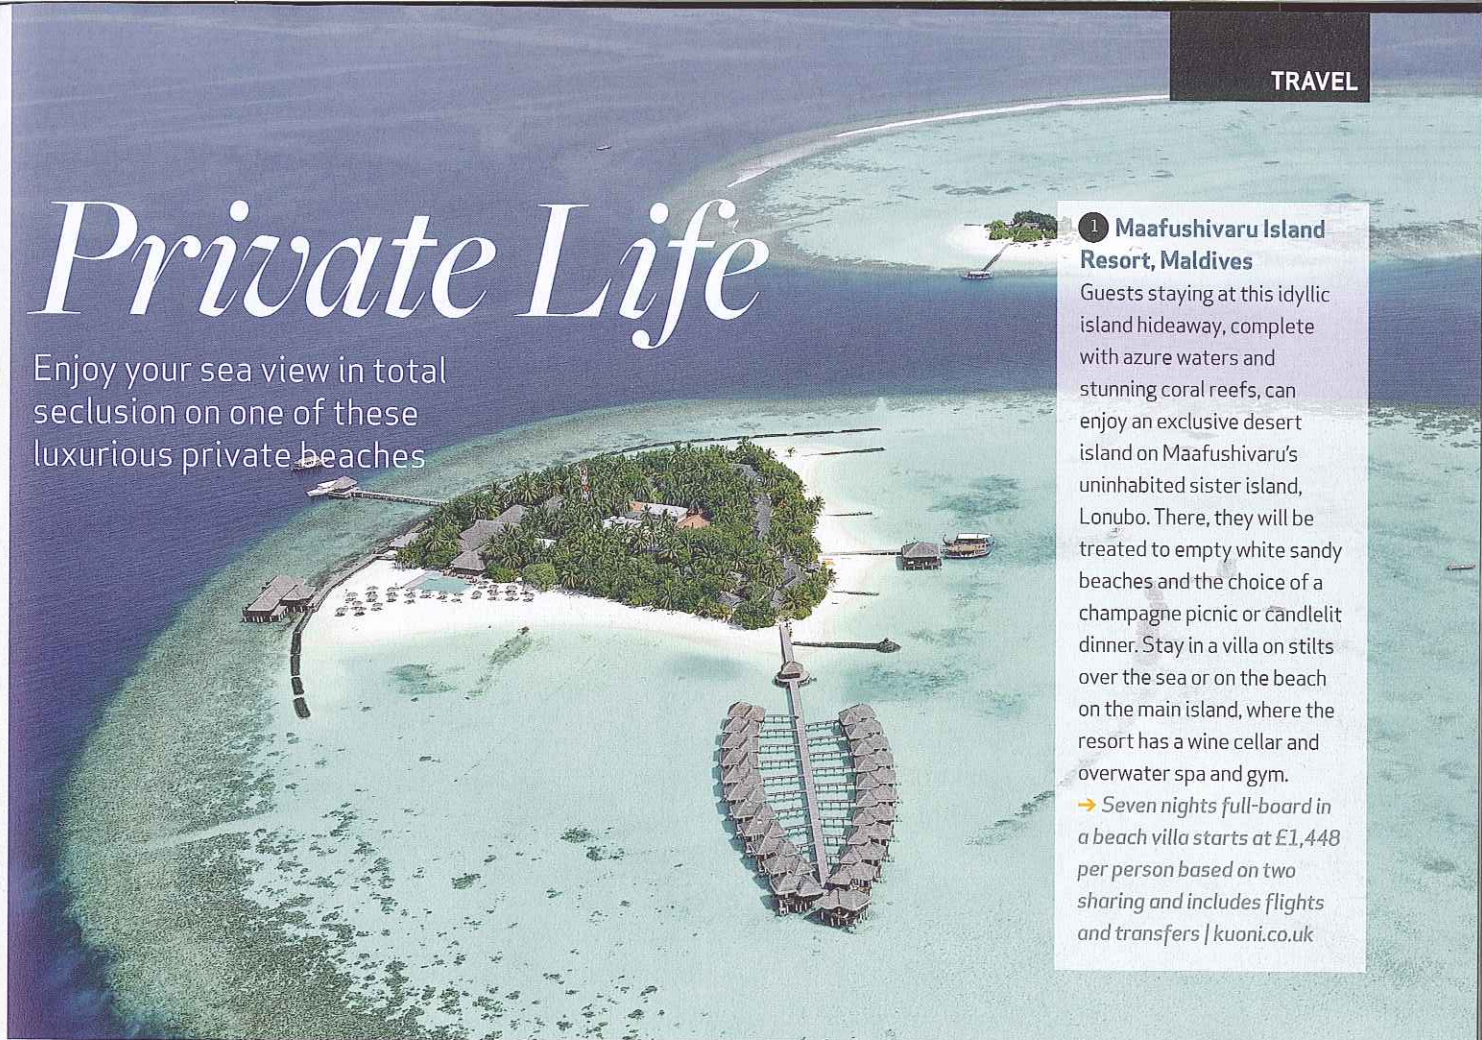 TRAVEL
Private Life
Enjoy your sea view in total
seclusion on one of these
luxurious private beaches
1 Maafushivaru Island
Resort, Maldives
Guests staying at this idyllic
island hideaway, complete
with azure waters and
stunning coral reefs, can
enjoy an exclusive desert
island on Maafushivaru's
uninhabited sister island,
Lonubo. There, they will be
treated to empty white sandy
beaches and the choice of a
champagne picnic or candlelit
dinner. Stay in a villa on stilts
over the sea or on the beach
on the main island, where the
resort has a wine cellar and
overwater spa and gym.
→ Seven nights full-board in
a beach villa starts at £1,448
per person based on two
sharing and includes flights
and transfers | kuoni.co.uk